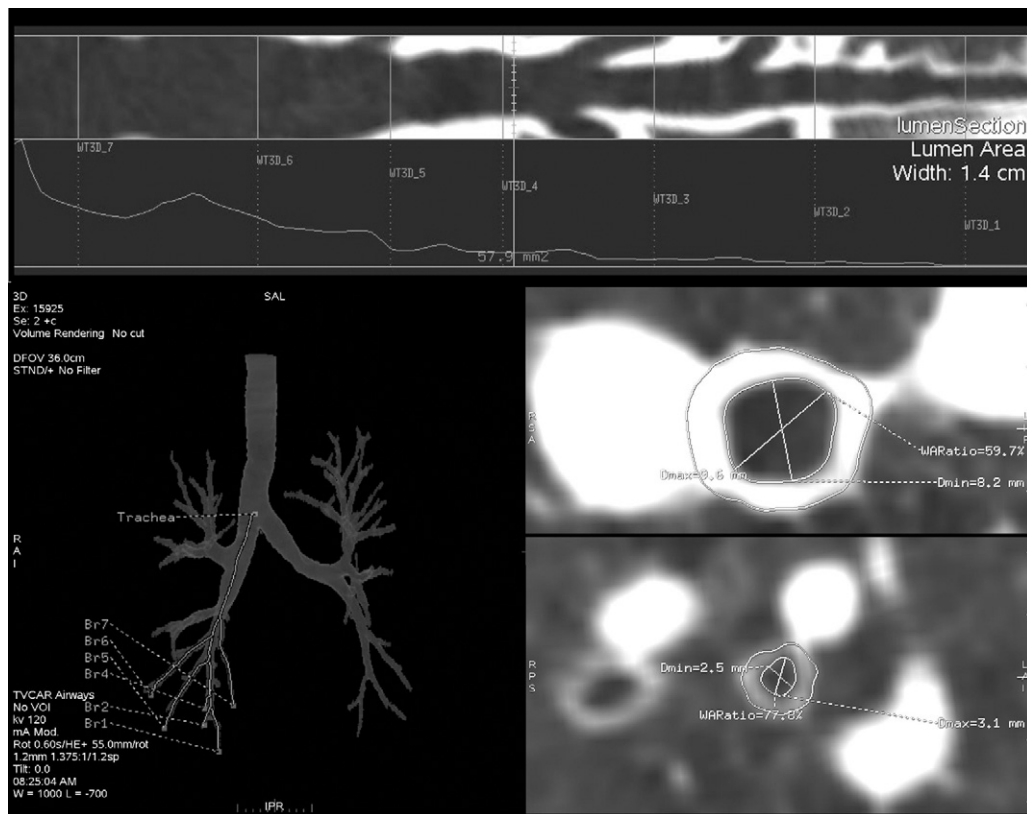 lumenSection
Lumen Area
Width: 1.4 cm
WT3D_7
WT3D_6
WT3D_5
WT3D_4
WT3D_3
WT3D_2
WT3D_1
57.9 mm2
3D
Ex: 15925
Se: 2 +c
Volume Rendering No cut
DFOV 36.0cm
STND/+ No Filter
SAL
Trachea
R
A
I
Br7
Br6
Br5
Br4
Br2
Br1
TVCAR Airways
No VOI
kv 120
mA Mod.
Rot 0.60s/HE+ 55.0mm/rot
1.2mm 1.375:1/1.2sp
Tilt: 0.0
08:25:04 AM
W = 1000 L = -700
IPR
R
S
A
WARatio=59.7%
Dmax=9.6 mm
Dmin=8.2 mm
R
P
S
Dmin=2.5 mm
WARatio=77.8%
Dmax=3.1 mm